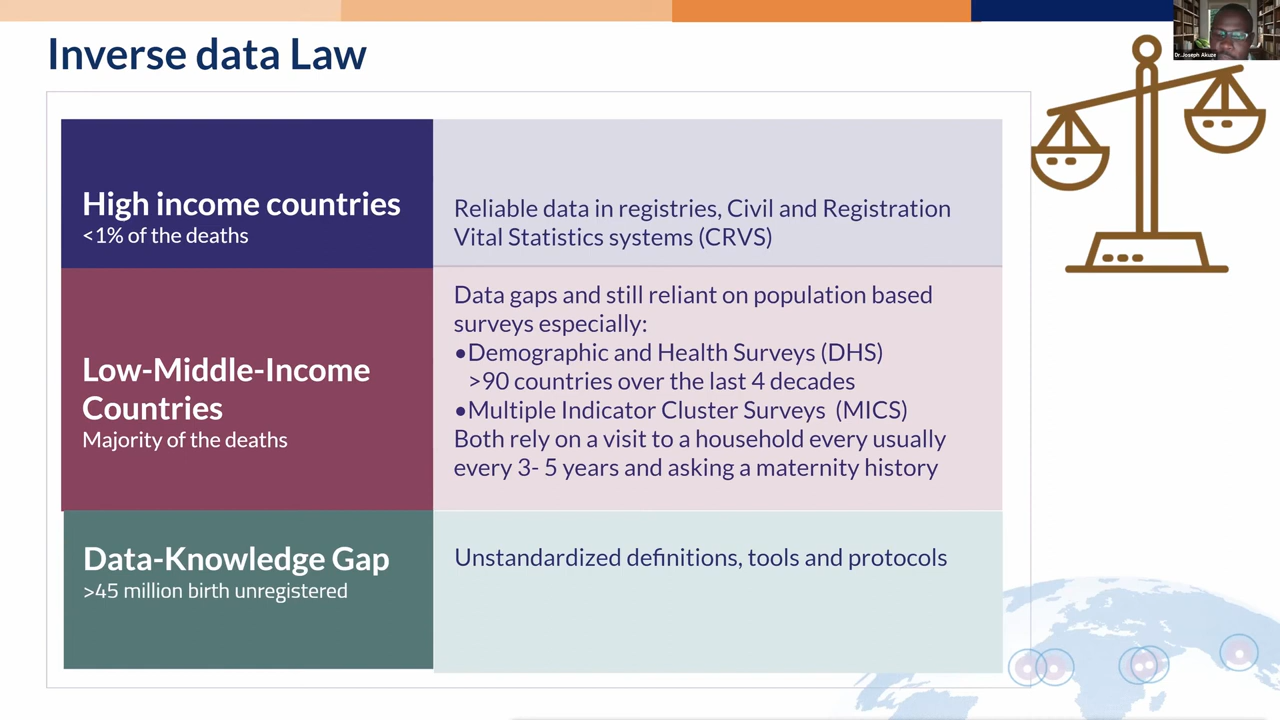 Inverse data Law
Dr.Joseph Akuze
High income countries
<1% of the deaths
Reliable data in registries, Civil and Registration
Vital Statistics systems (CRVS)
Low-Middle-Income
Countries
Majority of the deaths
Data gaps and still reliant on population based
surveys especially:
•Demographic and Health Surveys (DHS)
>90 countries over the last 4 decades
•Multiple Indicator Cluster Surveys (MICS)
Both rely on a visit to a household every usually
every 3- 5 years and asking a maternity history
Data-Knowledge Gap
>45 million birth unregistered
Unstandardized definitions, tools and protocols